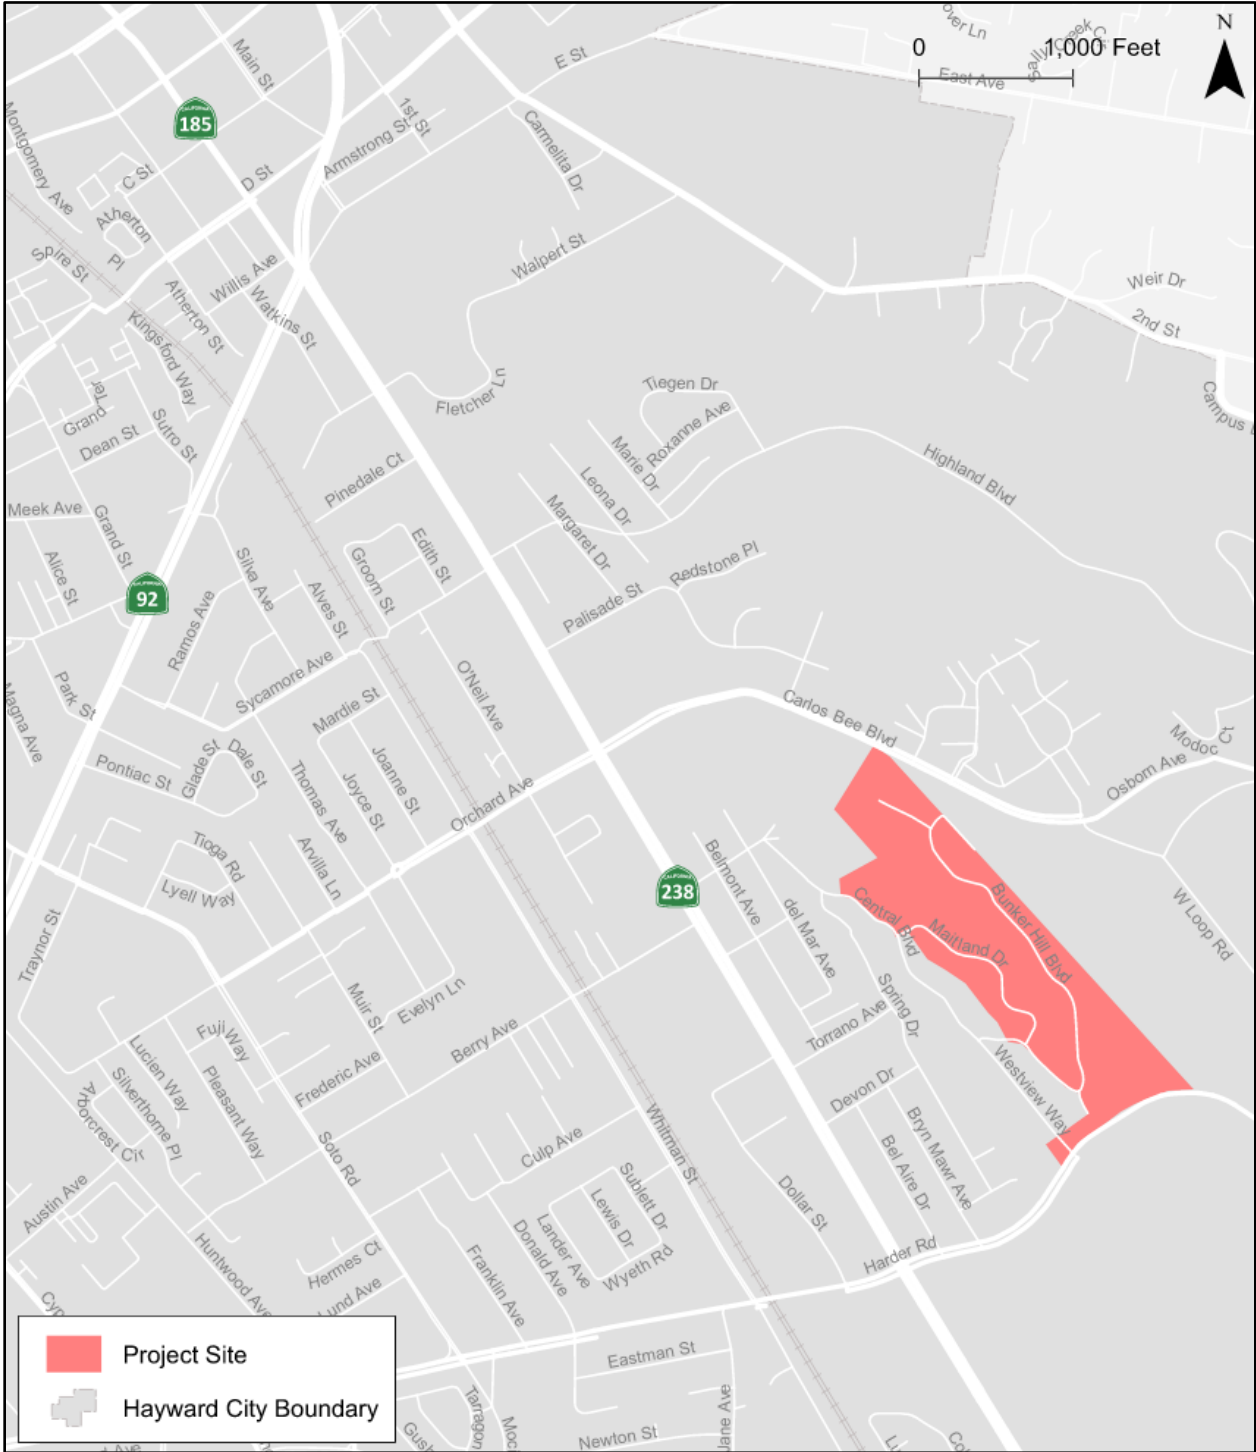 N
0
1,000 Feet
Sally Creek Cir
East Ave
E St
Main St
1st St
Armstrong St
CALIFORNIA
185
Montgomery Ave
C St
D St
Carmelita Dr
Atherton
Pl
Spire St
Willis Ave
Walpert St
Weir Dr
Atherton St
Watkins St
2nd St
Kingsford Way
Fletcher Ln
Tiegen Dr
Campus
Grand
Ter
Roxanne Ave
Dean St
Sutro St
Marie Dr
Highland Blvd
Pinedale Ct
Leona Dr
Meek Ave
Grand St
Margaret Dr
Edith St
Alice St
Silva Ave
Groom St
Redstone Pl
CALIFORNIA
92
Alves St
Palisade St
Ramos Ave
Sycamore Ave
O'Neil Ave
Park St
Mardie St
Carlos Bee Blvd
Magna Ave
Modoc Ct
Pontiac St
Glade St
Dale St
Joanne St
Osborn Ave
Thomas Ave
Joyce St
Orchard Ave
Tioga Rd
Arvilla Ln
Belmont Ave
CALIFORNIA
238
Lyell Way
Central Blvd
Bunker Hill Blvd
del Mar Ave
Maitland Dr
W Loop Rd
Traynor St
Spring Dr
Muir St
Evelyn Ln
Torrano Ave
Fuji Way
Berry Ave
Lucien Way
Frederic Ave
Westview Way
Silverthorne Pl
Pleasant Way
Devon Dr
Arborcrest Cir
Whitman St
Bryn Mawr Ave
Soto Rd
Culp Ave
Bel Aire Dr
Austin Ave
Sublett Dr
Dollar St
Lewis Dr
Lander Ave
Donald Ave
Harder Rd
Huntwood Ave
Hermes Ct
Franklin Ave
Wyeth Rd
Lund Ave
Cyp
Eastman St
Project Site
Hayward City Boundary
Tarragon
Jane Ave
Newton St